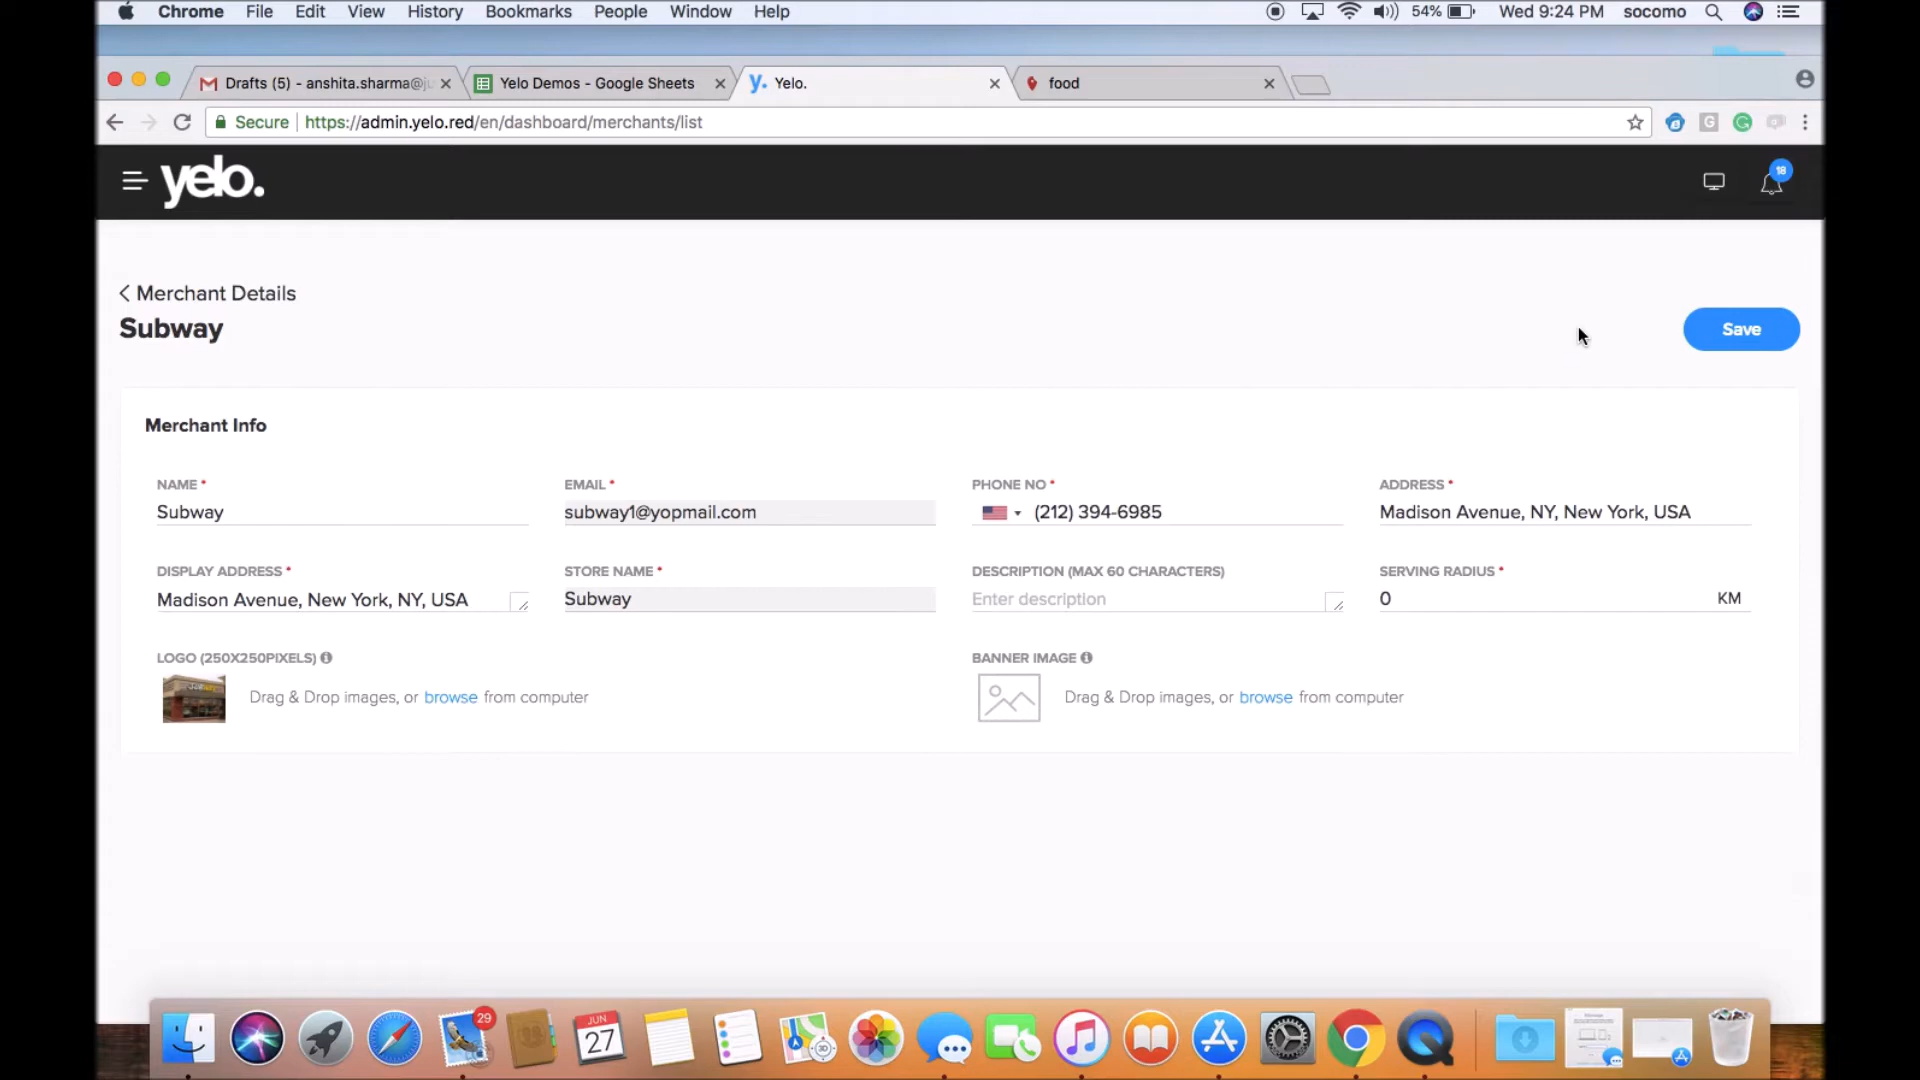 Chrome File Edit View History Bookmarks People Window Help 54% Wed 9:24 PM socomo
Drafts (5) - anshita.sharma@ju Yelo Demos - Google Sheets y. Yelo. food
Secure https://admin.yelo.red/en/dashboard/merchants/list
yelo. 18
Merchant Details
Subway
Save
Merchant Info
NAME * EMAIL * PHONE NO * ADDRESS *
Subway subway1@yopmail.com (212) 394-6985 Madison Avenue, NY, New York, USA
DISPLAY ADDRESS * STORE NAME * DESCRIPTION (MAX 60 CHARACTERS) SERVING RADIUS *
Madison Avenue, New York, NY, USA Subway Enter description 0 KM
LOGO (250X250PIXELS) BANNER IMAGE
Drag & Drop images, or browse from computer Drag & Drop images, or browse from computer
29 JUN 27